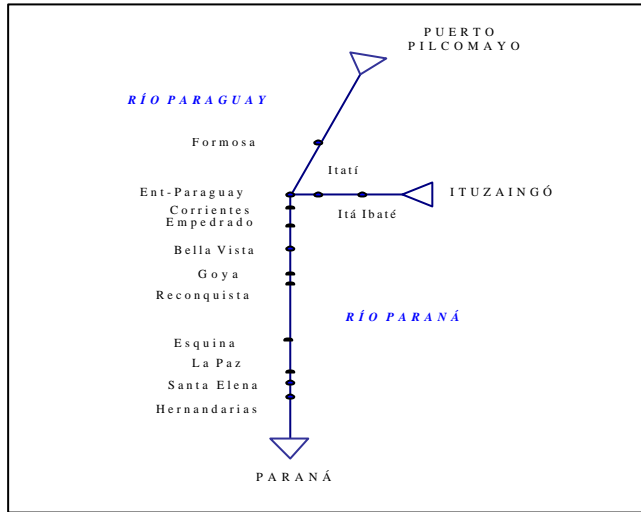 PUERTO
PILCOMAYO
RÍO PARAGUAY
Formosa
Itatí
Ent-Paraguay
ITUZAINGÓ
Corrientes
Itá Ibaté
Empedrado
Bella Vista
Goya
Reconquista
RÍO PARANÁ
Esquina
La Paz
Santa Elena
Hernandarias
PARANÁ